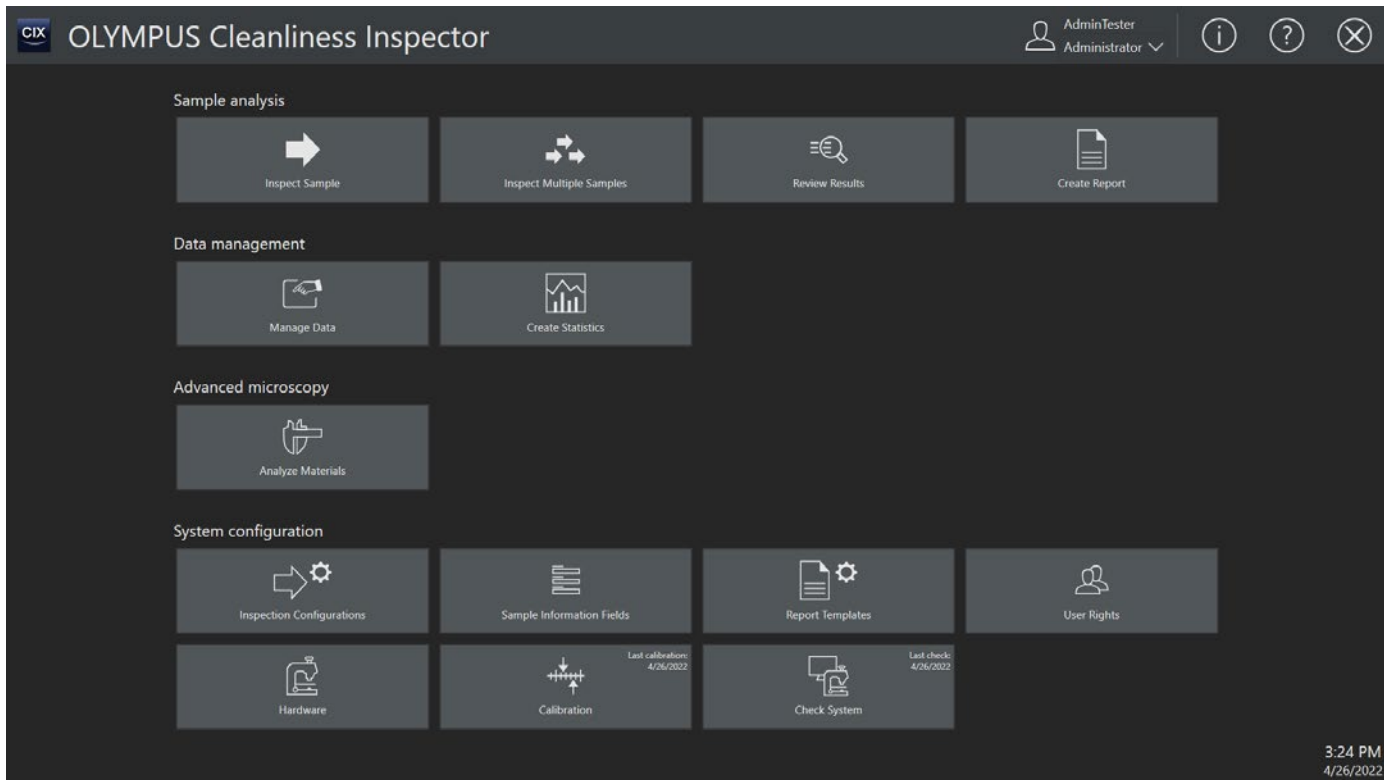 CIX
OLYMPUS Cleanliness Inspector
AdminTester
Administrator
Sample analysis
Inspect Sample
Inspect Multiple Samples
Review Results
Create Report
Data management
Manage Data
Create Statistics
Advanced microscopy
Analyze Materials
System configuration
Inspection Configurations
Sample Information Fields
Report Templates
User Rights
Hardware
Last calibration:
4/26/2022
Calibration
Last check:
4/26/2022
Check System
3:24 PM
4/26/2022